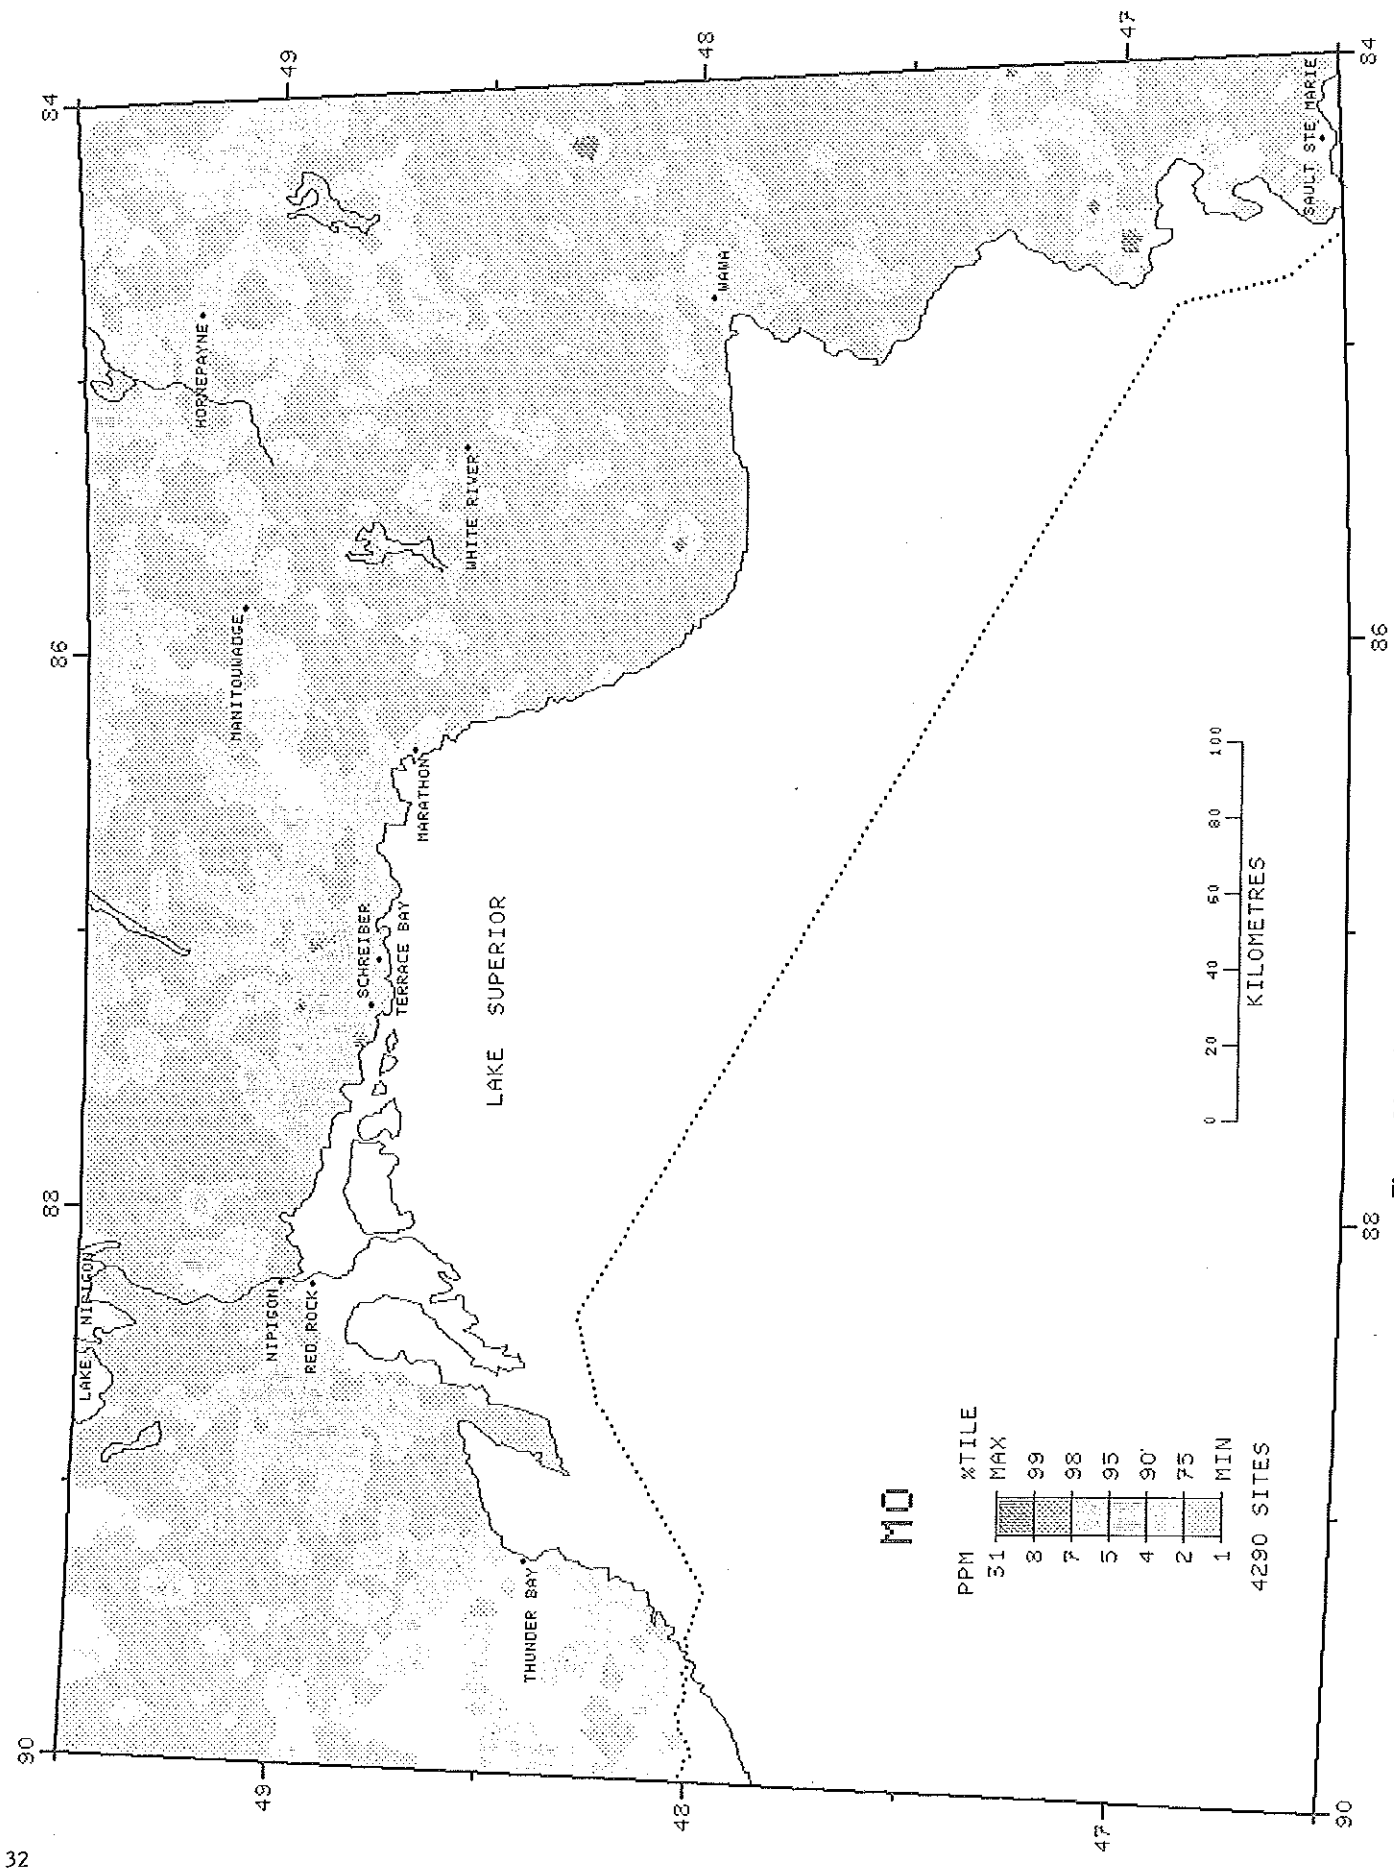 32
90
88
86
84
LAKE NIPIGON
HORNEPAYNE
MANITOUWADGE
49
49
NIPIGON
RED ROCK
SCHREIBER
TERRACE BAY
MARATHON
WHITE RIVER
LAKE SUPERIOR
THUNDER BAY
WAWA
48
48
MO
PPM %TILE
31 MAX
8 99
7 98
5 95
4 90
2 75
1 MIN
4290 SITES
0 20 40 60 80 100
KILOMETRES
47
47
SAULT STE MARIE
90
88
86
84